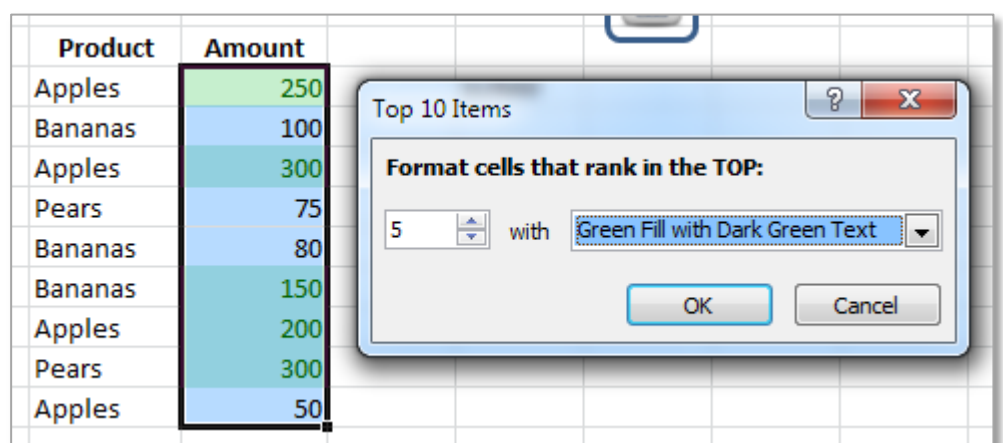 Product Amount
Apples 250
Bananas 100
Apples 300
Pears 75
Bananas 80
Bananas 150
Apples 200
Pears 300
Apples 50
Top 10 Items
?
Format cells that rank in the TOP:
5 with Green Fill with Dark Green Text
OK Cancel